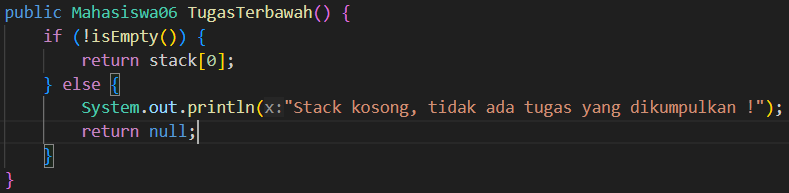 public Mahasiswa06 TugasTerbawah() {
if (!isEmpty()) {
return stack[0];
} else {
System.out.println(x:"Stack kosong, tidak ada tugas yang dikumpulkan !");
return null;
}
}